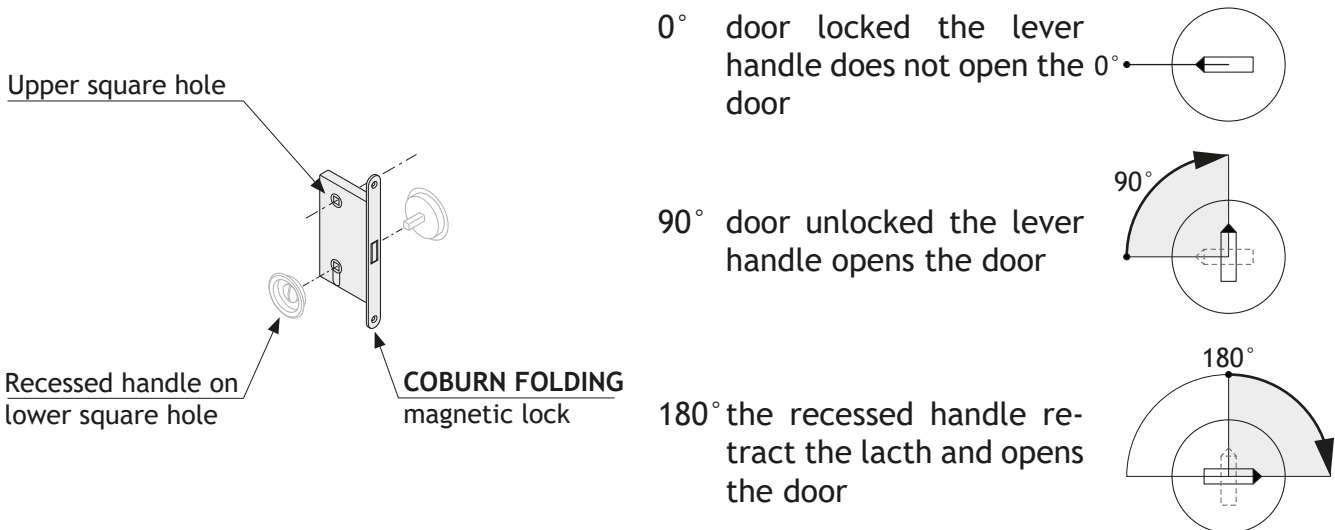 Upper square hole
Recessed handle on
lower square hole
COBURN FOLDING
magnetic lock
0° door locked the lever
handle does not open the
door
0°
90° door unlocked the lever
handle opens the door
90°
180° the recessed handle re-
tract the lacth and opens
the door
180°